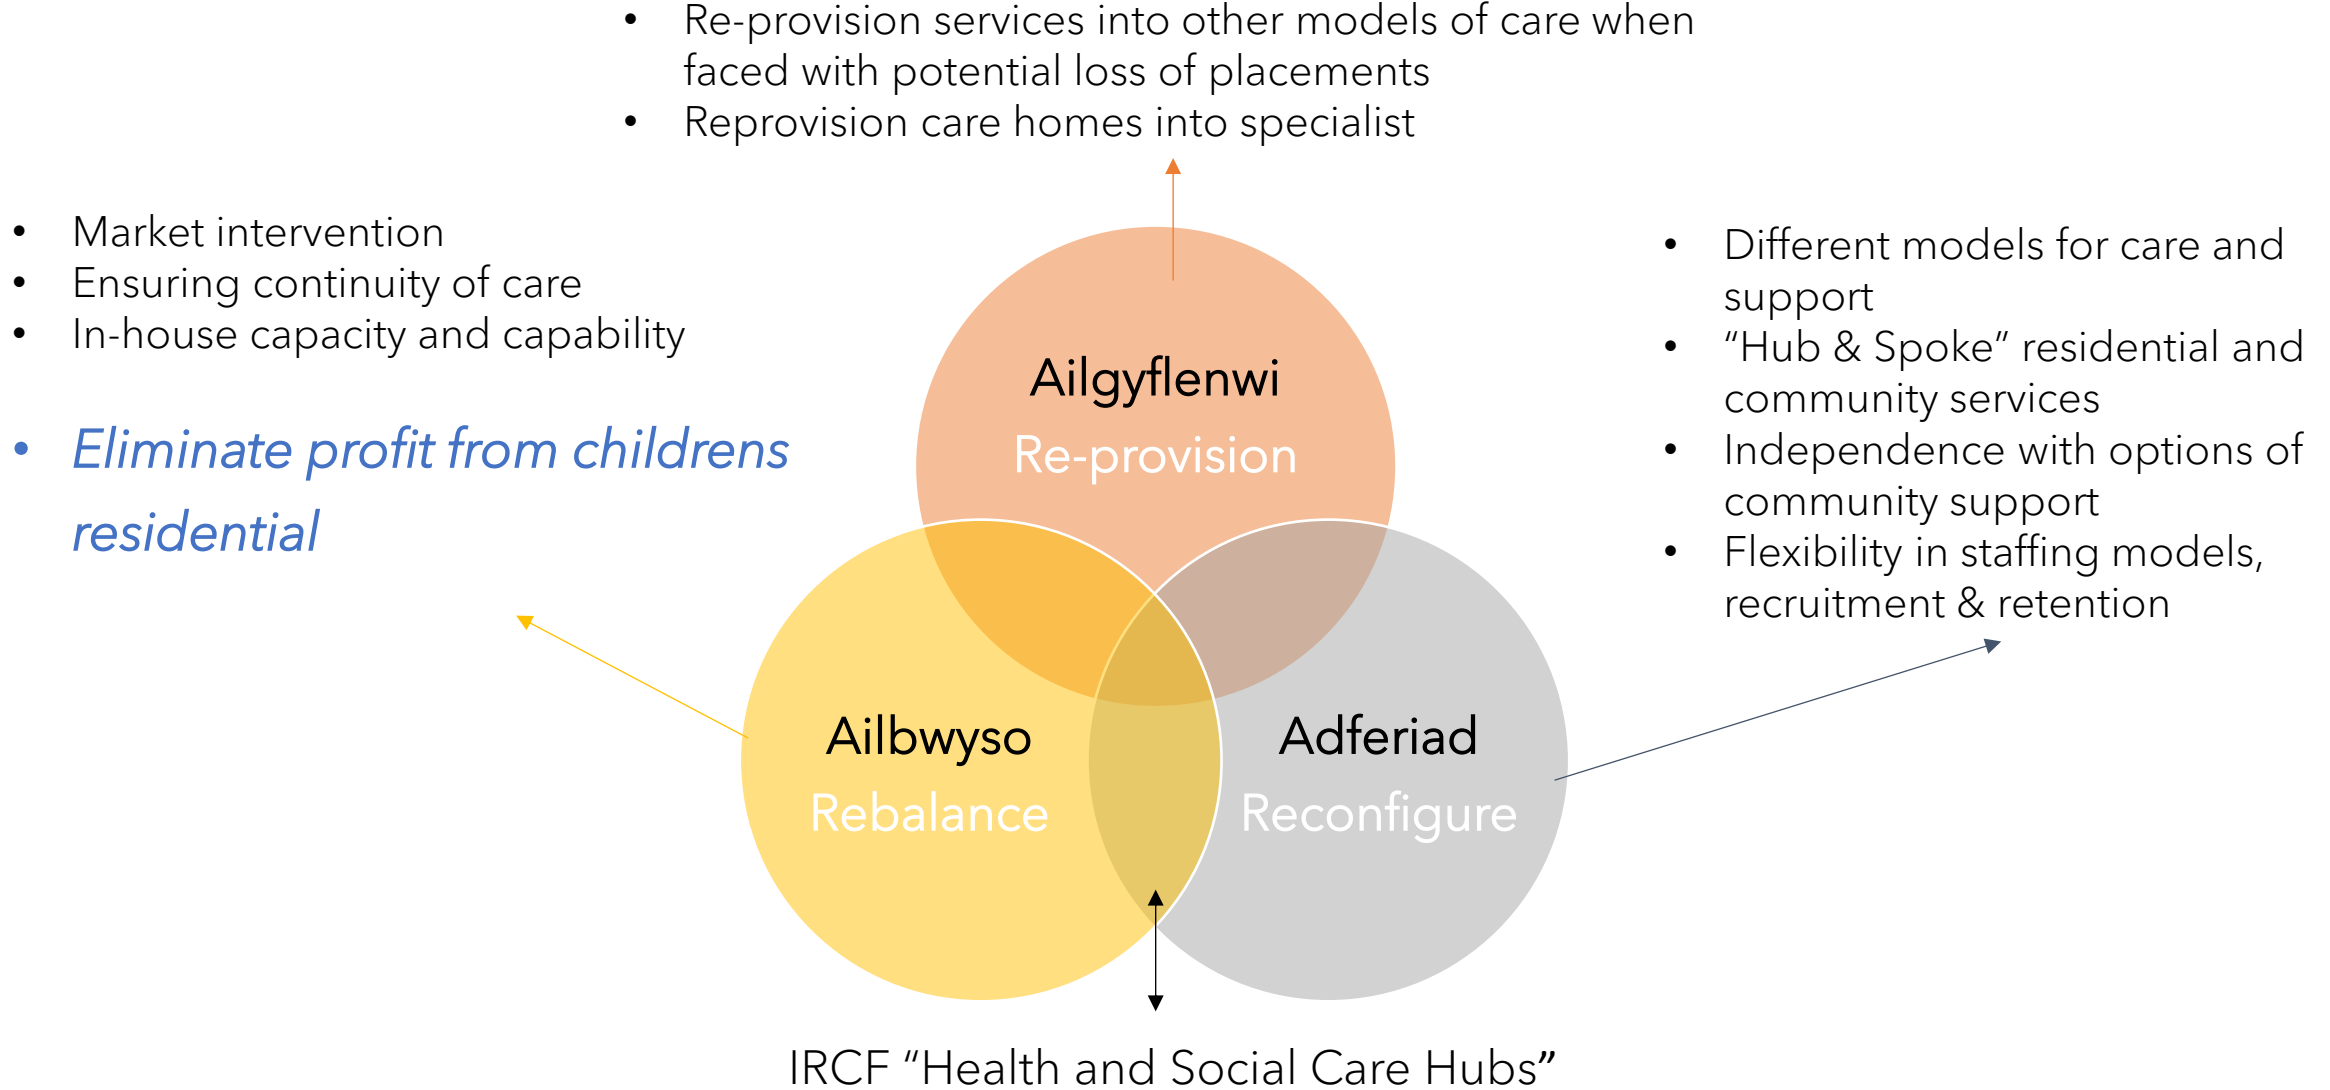 • Re-provision services into other models of care when
faced with potential loss of placements
• Reprovision care homes into specialist
• Market intervention
• Ensuring continuity of care
• In-house capacity and capability
• Eliminate profit from childrens
residential
• Different models for care and
support
• “Hub & Spoke” residential and
community services
• Independence with options of
community support
• Flexibility in staffing models,
recruitment & retention
Ailgyflenwi
Re-provision
Ailbwyso
Rebalance
Adferiad
Reconfigure
IRCF “Health and Social Care Hubs”